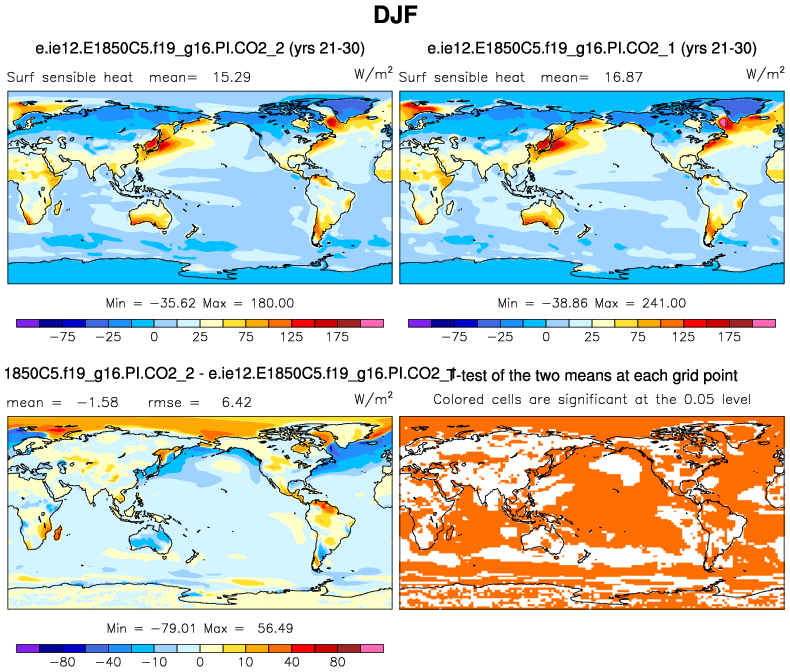 DJF
e.ie12.E1850C5.f19_g16.PI.CO2_2 (yrs 21-30)
e.ie12.E1850C5.f19_g16.PI.CO2_1 (yrs 21-30)
Surf sensible heat mean= 15.29 W/m²
Surf sensible heat mean= 16.87 W/m²
Min = −35.62 Max = 180.00
Min = −38.86 Max = 241.00
−75 −25 0 25 75 125 175
−75 −25 0 25 75 125 175
1850C5.f19_g16.PI.CO2_2 - e.ie12.E1850C5.f19_g16.PI.CO2_1
T-test of the two means at each grid point
mean = −1.58 rmse = 6.42 W/m²
Colored cells are significant at the 0.05 level
Min = −79.01 Max = 56.49
−80 −40 −10 0 10 40 80